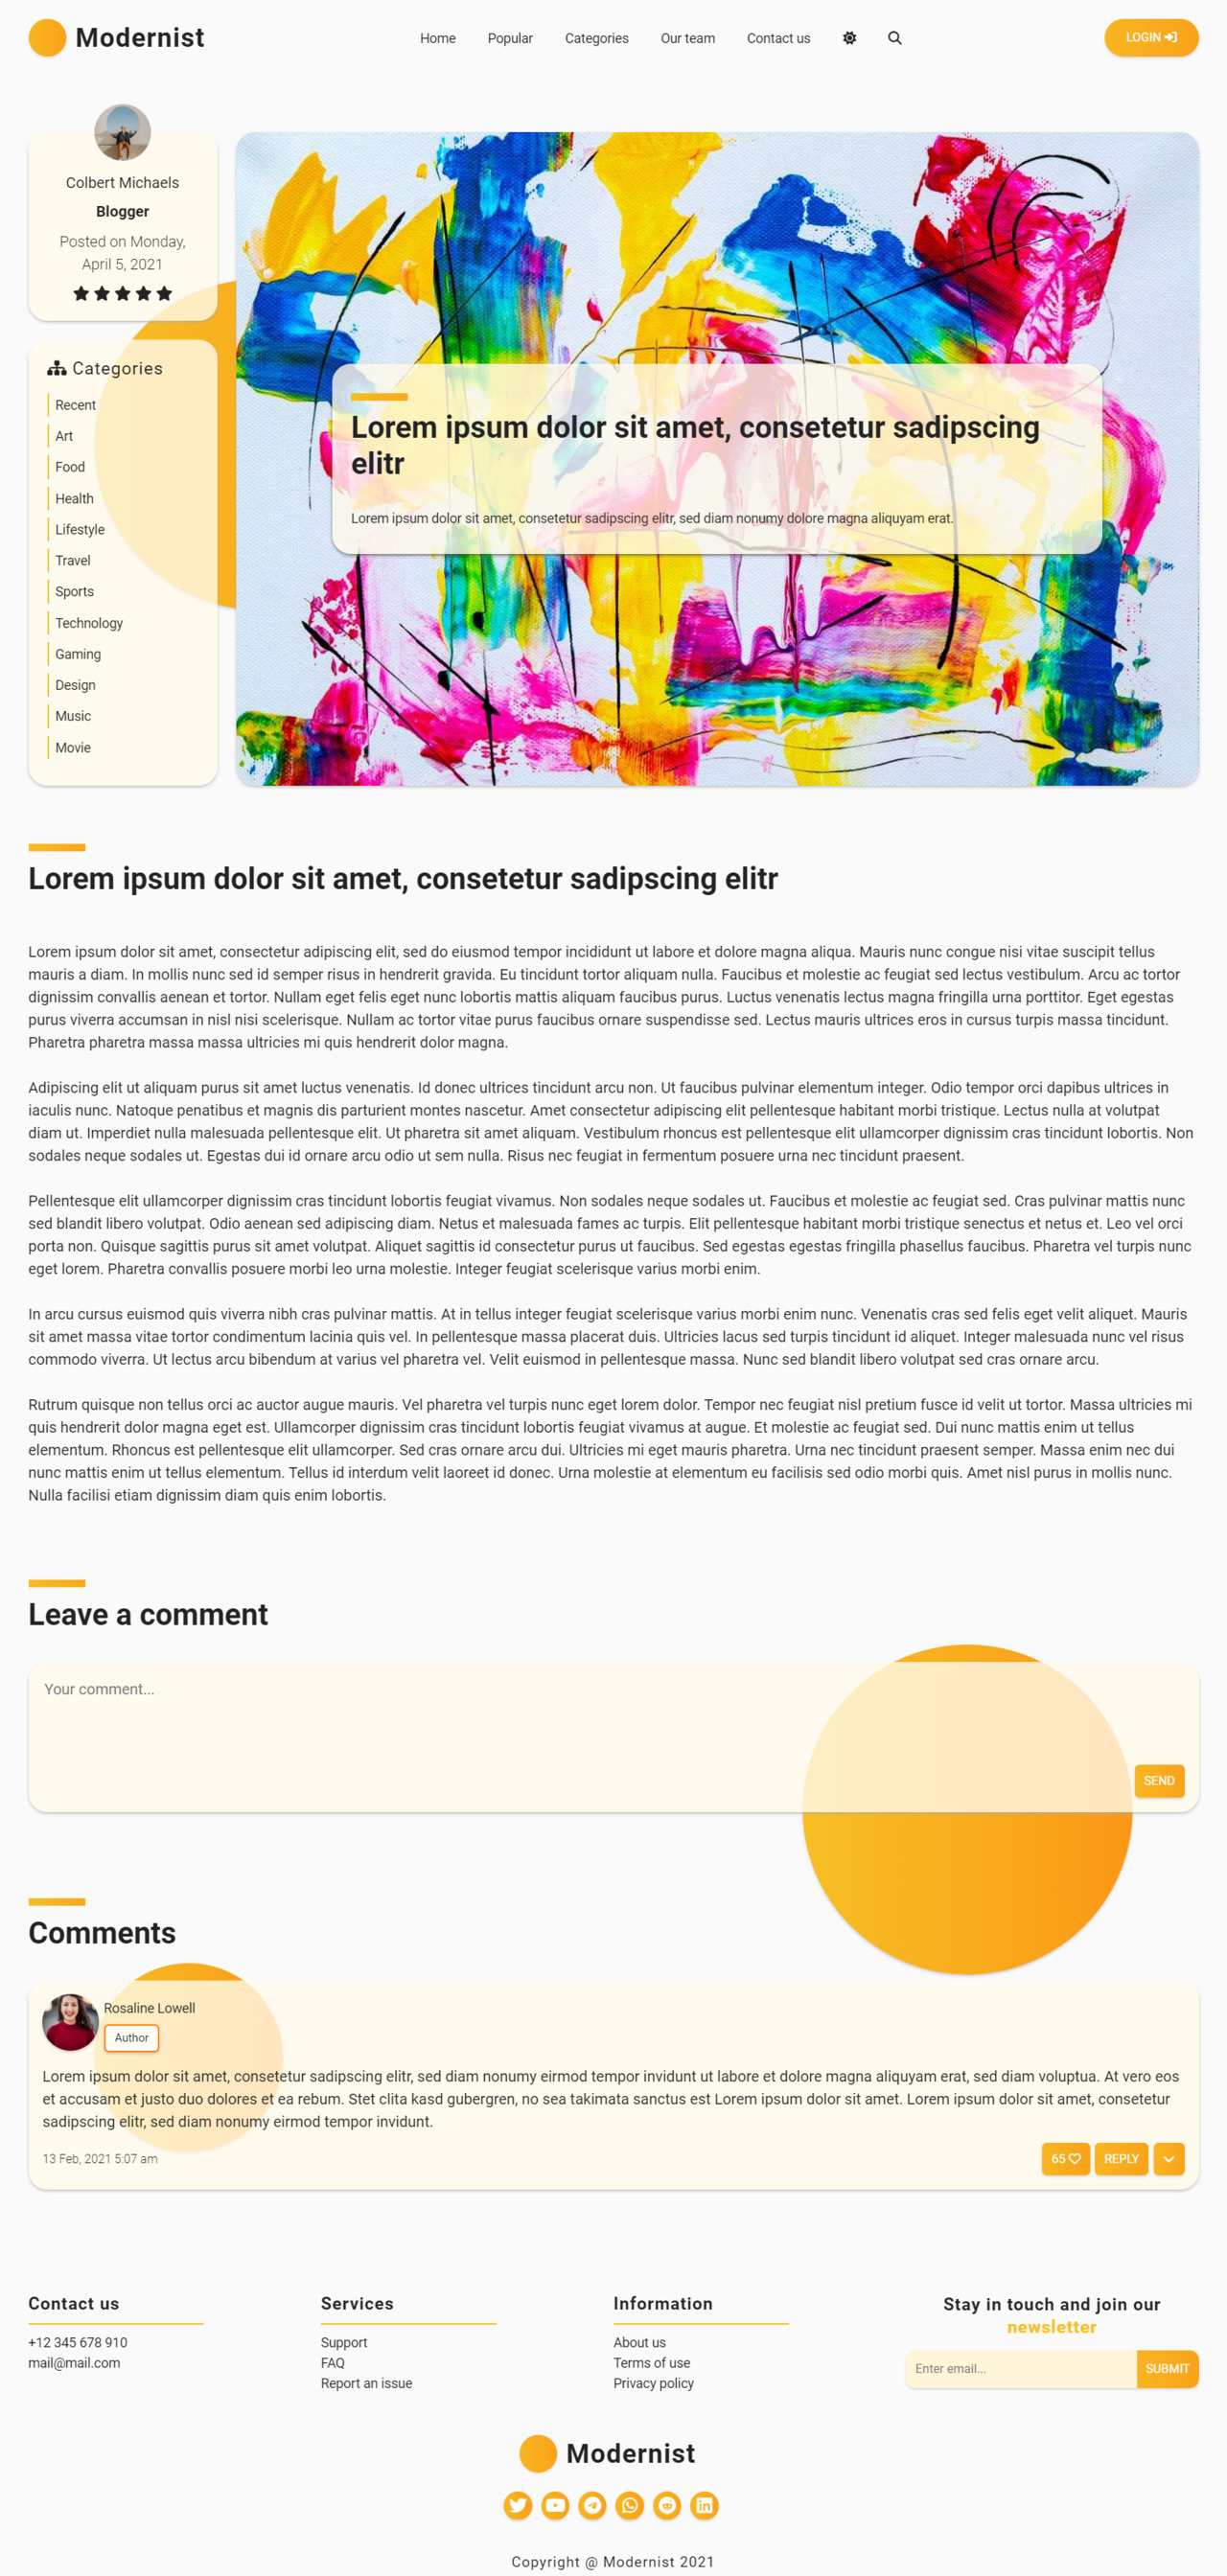 Modernist
Home Popular Categories Our team Contact us
LOGIN
Colbert Michaels
Blogger
Posted on Monday,
April 5, 2021
Categories
Recent
Art
Food
Health
Lifestyle
Travel
Sports
Technology
Gaming
Design
Music
Movie
Lorem ipsum dolor sit amet, consetetur sadipscing
elitr
Lorem ipsum dolor sit amet, consetetur sadipscing elitr, sed diam nonumy dolore magna aliquyam erat.
Lorem ipsum dolor sit amet, consetetur sadipscing elitr
Lorem ipsum dolor sit amet, consectetur adipiscing elit, sed do eiusmod tempor incididunt ut labore et dolore magna aliqua. Mauris nunc congue nisi vitae suscipit tellus
mauris a diam. In mollis nunc sed id semper risus in hendrerit gravida. Eu tincidunt tortor aliquam nulla. Faucibus et molestie ac feugiat sed lectus vestibulum. Arcu ac tortor
dignissim convallis aenean et tortor. Nullam eget felis eget nunc lobortis mattis aliquam faucibus purus. Luctus venenatis lectus magna fringilla urna porttitor. Eget egestas
purus viverra accumsan in nisl nisi scelerisque. Nullam ac tortor vitae purus faucibus ornare suspendisse sed. Lectus mauris ultrices eros in cursus turpis massa tincidunt.
Pharetra pharetra massa massa ultricies mi quis hendrerit dolor magna.
Adipiscing elit ut aliquam purus sit amet luctus venenatis. Id donec ultrices tincidunt arcu non. Ut faucibus pulvinar elementum integer. Odio tempor orci dapibus ultrices in
iaculis nunc. Natoque penatibus et magnis dis parturient montes nascetur. Amet consectetur adipiscing elit pellentesque habitant morbi tristique. Lectus nulla at volutpat
diam ut. Imperdiet nulla malesuada pellentesque elit. Ut pharetra sit amet aliquam. Vestibulum rhoncus est pellentesque elit ullamcorper dignissim cras tincidunt lobortis. Non
sodales neque sodales ut. Egestas dui id ornare arcu odio ut sem nulla. Risus nec feugiat in fermentum posuere urna nec tincidunt praesent.
Pellentesque elit ullamcorper dignissim cras tincidunt lobortis feugiat vivamus. Non sodales neque sodales ut. Faucibus et molestie ac feugiat sed. Cras pulvinar mattis nunc
sed blandit libero volutpat. Odio aenean sed adipiscing diam. Netus et malesuada fames ac turpis. Elit pellentesque habitant morbi tristique senectus et netus et. Leo vel orci
porta non. Quisque sagittis purus sit amet volutpat. Aliquet sagittis id consectetur purus ut faucibus. Sed egestas egestas fringilla phasellus faucibus. Pharetra vel turpis nunc
eget lorem. Pharetra convallis posuere morbi leo urna molestie. Integer feugiat scelerisque varius morbi enim.
In arcu cursus euismod quis viverra nibh cras pulvinar mattis. At in tellus integer feugiat scelerisque varius morbi enim nunc. Venenatis cras sed felis eget velit aliquet. Mauris
sit amet massa vitae tortor condimentum lacinia quis vel. In pellentesque massa placerat duis. Ultricies lacus sed turpis tincidunt id aliquet. Integer malesuada nunc vel risus
commodo viverra. Ut lectus arcu bibendum at varius vel pharetra vel. Velit euismod in pellentesque massa. Nunc sed blandit libero volutpat sed cras ornare arcu.
Rutrum quisque non tellus orci ac auctor augue mauris. Vel pharetra vel turpis nunc eget lorem dolor. Tempor nec feugiat nisl pretium fusce id velit ut tortor. Massa ultricies mi
quis hendrerit dolor magna eget est. Ullamcorper dignissim cras tincidunt lobortis feugiat vivamus at augue. Et molestie ac feugiat sed. Dui nunc mattis enim ut tellus
elementum. Rhoncus est pellentesque elit ullamcorper. Sed cras ornare arcu dui. Ultricies mi eget mauris pharetra. Urna nec tincidunt praesent semper. Massa enim nec dui
nunc mattis enim ut tellus elementum. Tellus id interdum velit laoreet id donec. Urna molestie at elementum eu facilisis sed odio morbi quis. Amet nisl purus in mollis nunc.
Nulla facilisi etiam dignissim diam quis enim lobortis.
Leave a comment
Your comment...
SEND
Comments
Rosaline Lowell
Author
Lorem ipsum dolor sit amet, consetetur sadipscing elitr, sed diam nonumy eirmod tempor invidunt ut labore et dolore magna aliquyam erat, sed diam voluptua. At vero eos
et accusam et justo duo dolores et ea rebum. Stet clita kasd gubergren, no sea takimata sanctus est Lorem ipsum dolor sit amet. Lorem ipsum dolor sit amet, consetetur
sadipscing elitr, sed diam nonumy eirmod tempor invidunt.
13 Feb, 2021 5:07 am
65 REPLY
Contact us
+12 345 678 910
mail@mail.com
Services
Support
FAQ
Report an issue
Information
About us
Terms of use
Privacy policy
Stay in touch and join our
newsletter
Enter email... SUBMIT
Modernist
Copyright @ Modernist 2021